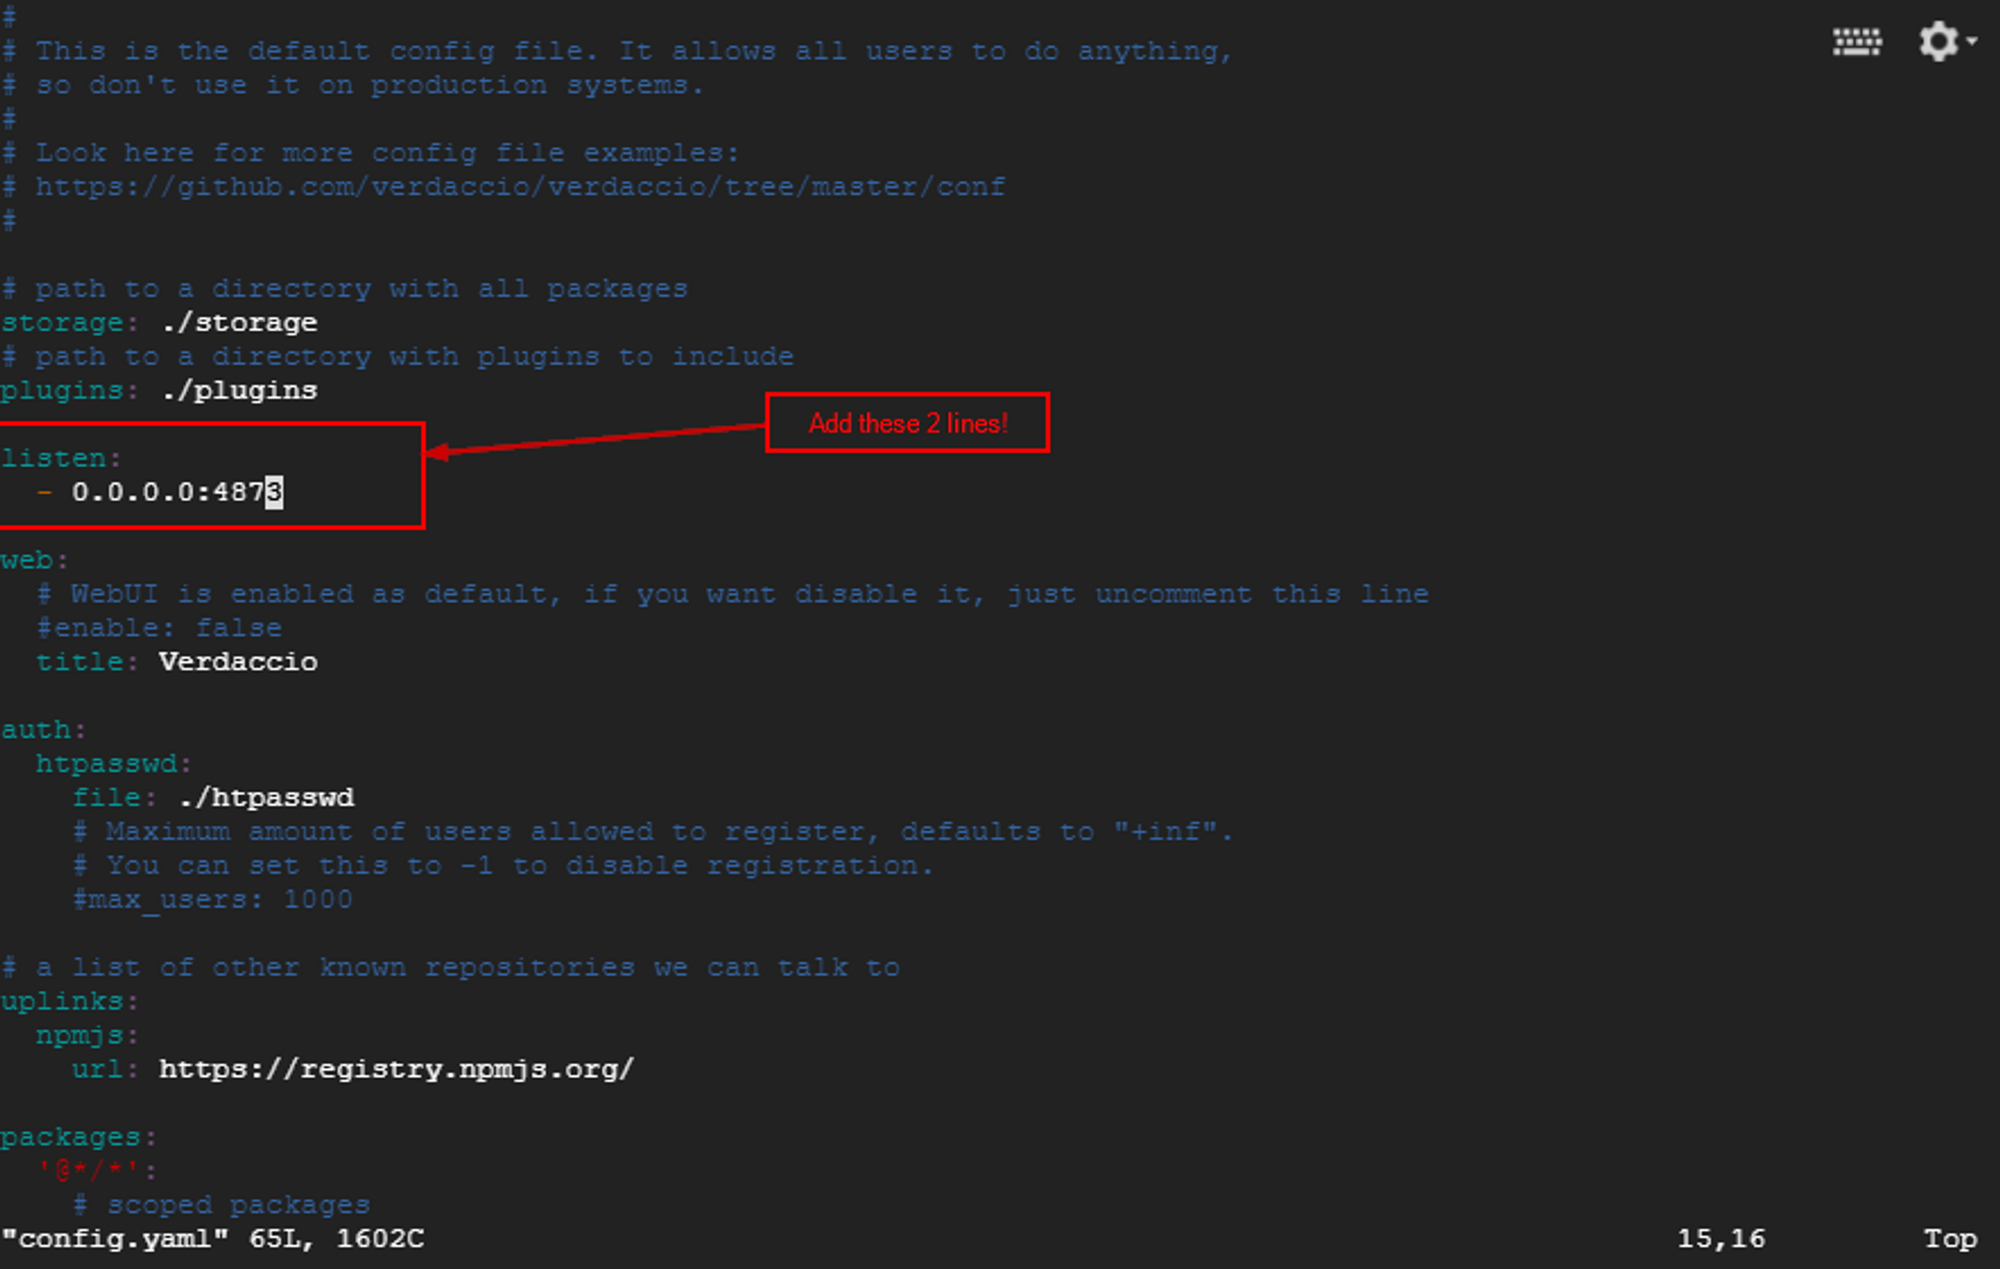 #
# This is the default config file. It allows all users to do anything,
# so don't use it on production systems.
#
# Look here for more config file examples:
# https://github.com/verdaccio/verdaccio/tree/master/conf
#
# path to a directory with all packages
storage: ./storage
# path to a directory with plugins to include
plugins: ./plugins
Add these 2 lines!
listen:
  - 0.0.0.0:4873
web:
  # WebUI is enabled as default, if you want disable it, just uncomment this line
  #enable: false
  title: Verdaccio
auth:
  htpasswd:
    file: ./htpasswd
    # Maximum amount of users allowed to register, defaults to "+inf".
    # You can set this to -1 to disable registration.
    #max_users: 1000
# a list of other known repositories we can talk to
uplinks:
  npmjs:
    url: https://registry.npmjs.org/
packages:
  '@*/*':
    # scoped packages
"config.yaml" 65L, 1602C 15,16 Top